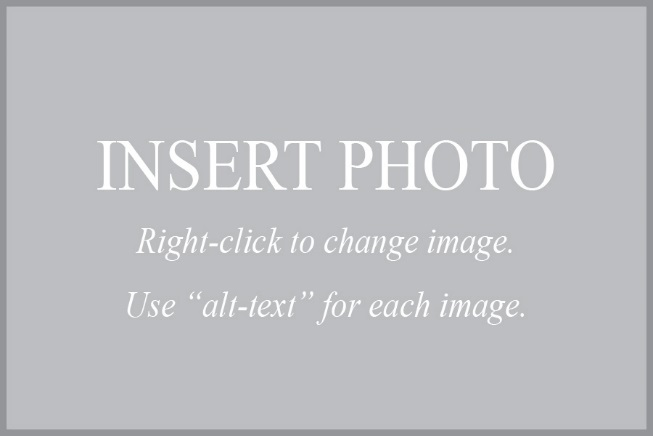 INSERT PHOTO
Right-click to change image.
Use “alt-text” for each image.